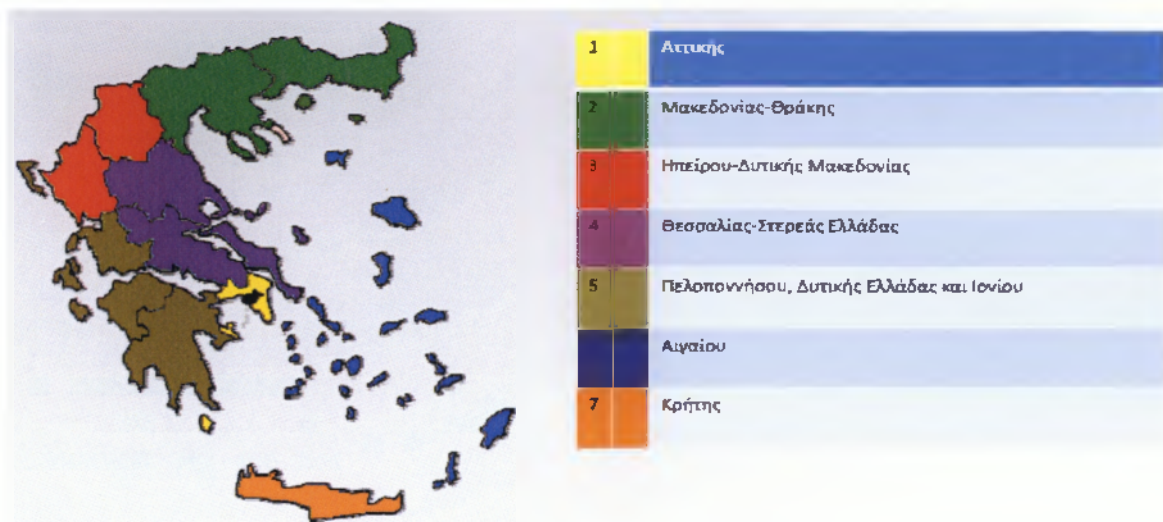 1 Αττικής
2 Μακεδονίας-Θράκης
3 Ηπείρου-Δυτικής Μακεδονίας
4 Θεσσαλίας-Στερεάς Ελλάδας
5 Πελοποννήσου, Δυτικής Ελλάδας και Ιονίου
Αιγαίου
7 Κρήτης